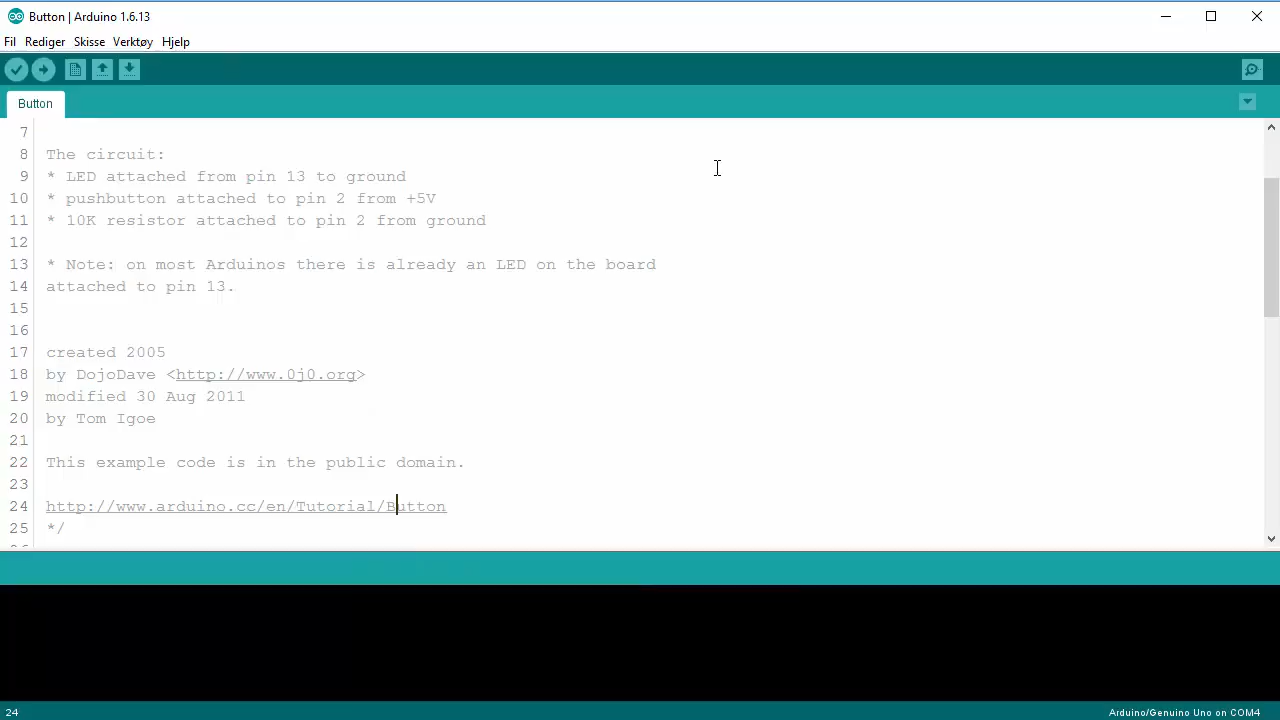 Button | Arduino 1.6.13
Fil Rediger Skisse Verktøy Hjelp
Button
7
8 The circuit:
9 * LED attached from pin 13 to ground
10 * pushbutton attached to pin 2 from +5V
11 * 10K resistor attached to pin 2 from ground
12
13 * Note: on most Arduinos there is already an LED on the board
14 attached to pin 13.
15
16
17 created 2005
18 by DojoDave <http://www.0j0.org>
19 modified 30 Aug 2011
20 by Tom Igoe
21
22 This example code is in the public domain.
23
24 http://www.arduino.cc/en/Tutorial/Button
25 */
24
Arduino/Genuino Uno on COM4